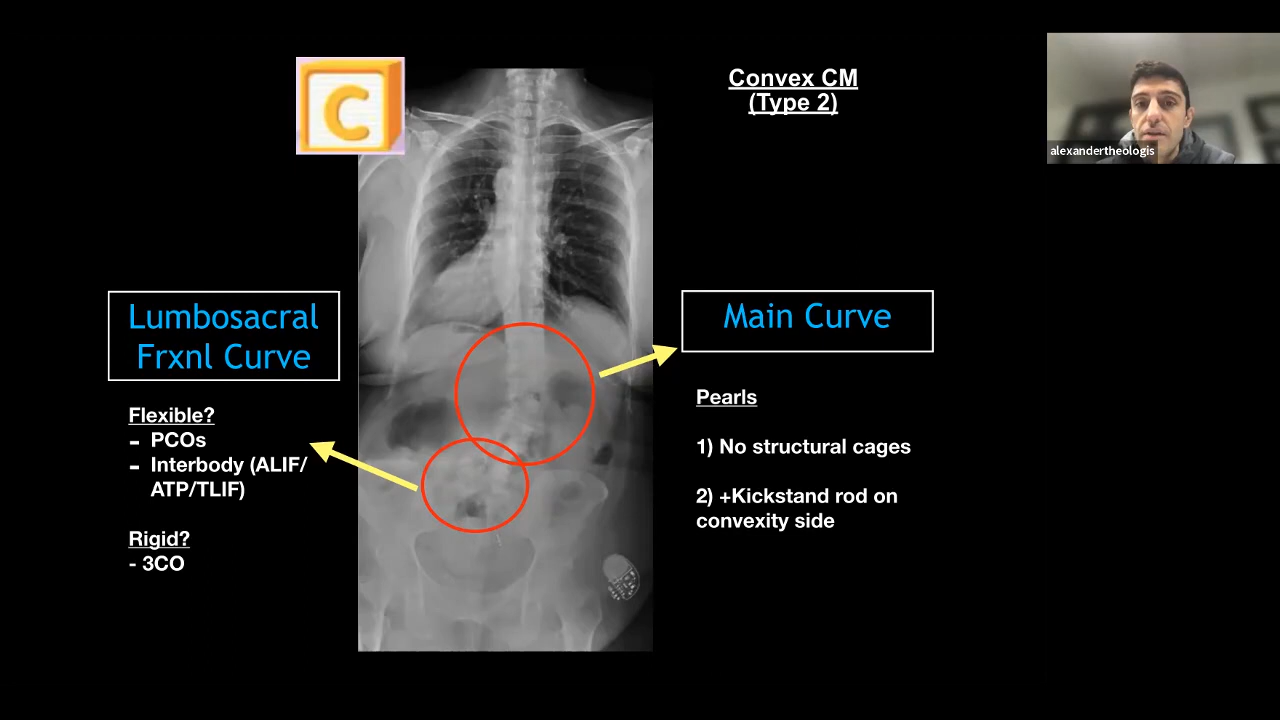 C
Convex CM
(Type 2)
alexandertheologis
Lumbosacral
Frxnl Curve
Flexible?
- PCOs
- Interbody (ALIF/
ATP/TLIF)
Rigid?
- 3CO
Main Curve
Pearls
1) No structural cages
2) +Kickstand rod on
convexity side